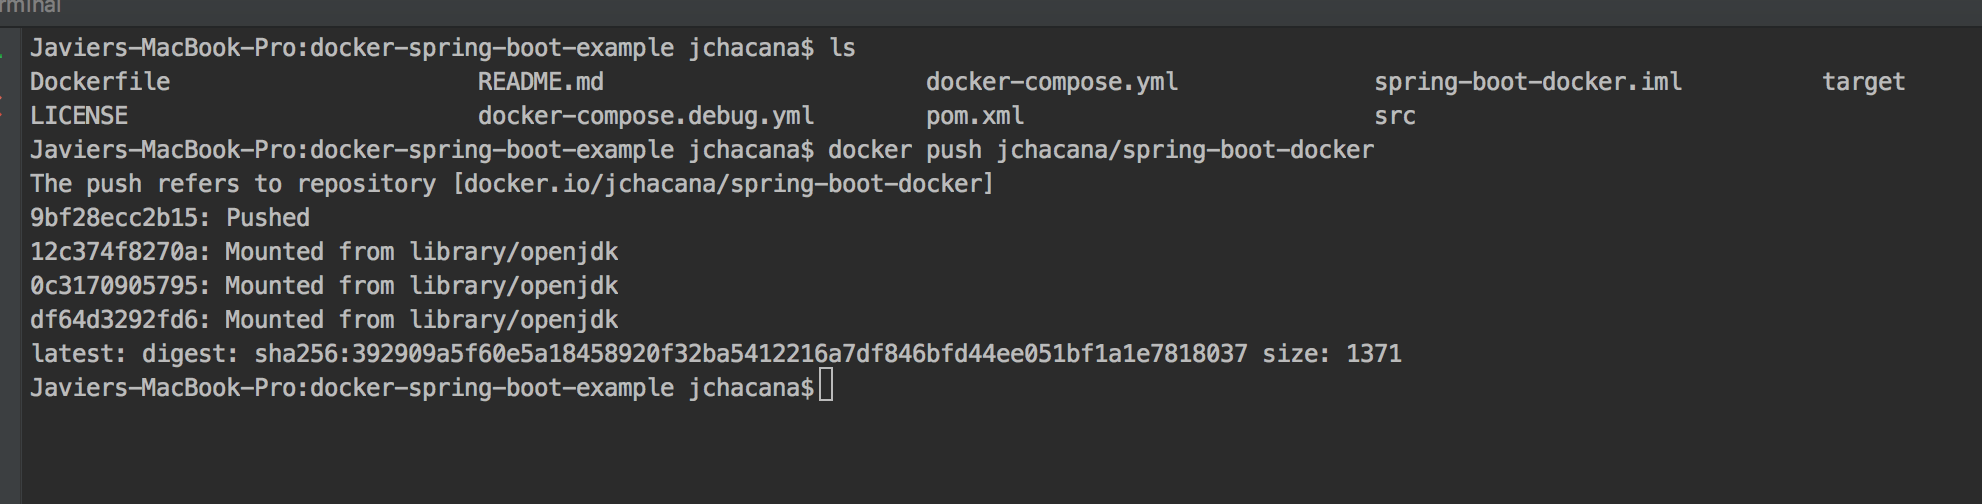 rminal
Javiers-MacBook-Pro:docker-spring-boot-example jchacana$ ls
Dockerfile README.md docker-compose.yml spring-boot-docker.iml target
LICENSE docker-compose.debug.yml pom.xml src
Javiers-MacBook-Pro:docker-spring-boot-example jchacana$ docker push jchacana/spring-boot-docker
The push refers to repository [docker.io/jchacana/spring-boot-docker]
9bf28ecc2b15: Pushed
12c374f8270a: Mounted from library/openjdk
0c3170905795: Mounted from library/openjdk
df64d3292fd6: Mounted from library/openjdk
latest: digest: sha256:392909a5f60e5a18458920f32ba5412216a7df846bfd44ee051bf1a1e7818037 size: 1371
Javiers-MacBook-Pro:docker-spring-boot-example jchacana$